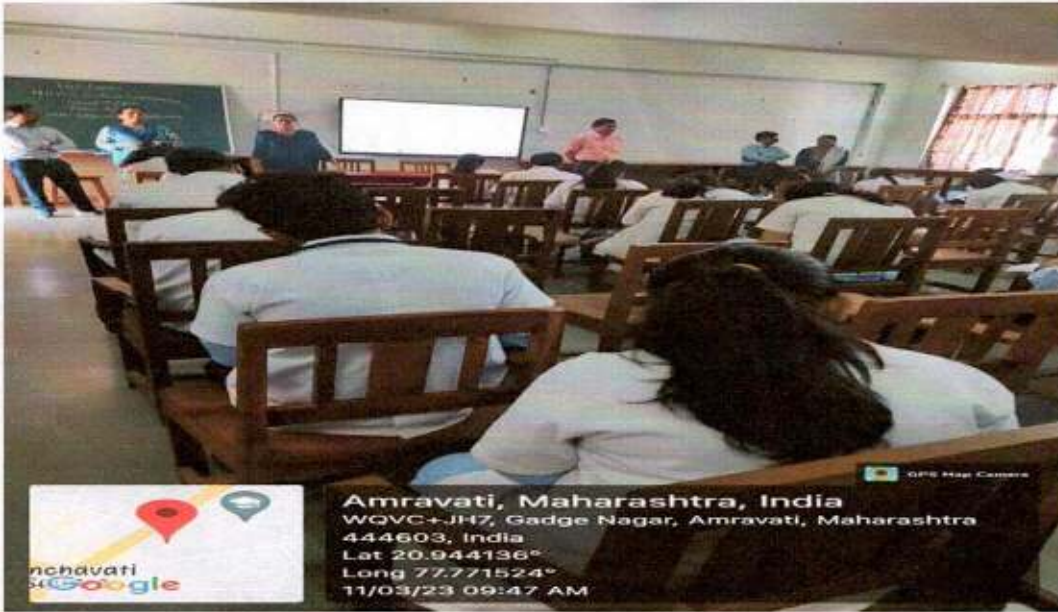 GPS Map Camera
Amravati, Maharashtra, India
WQVC+JH7, Gadge Nagar, Amravati, Maharashtra
444603, India
Lat 20.944136°
Long 77.771524°
11/03/23 09:47 AM
nchavati
Google